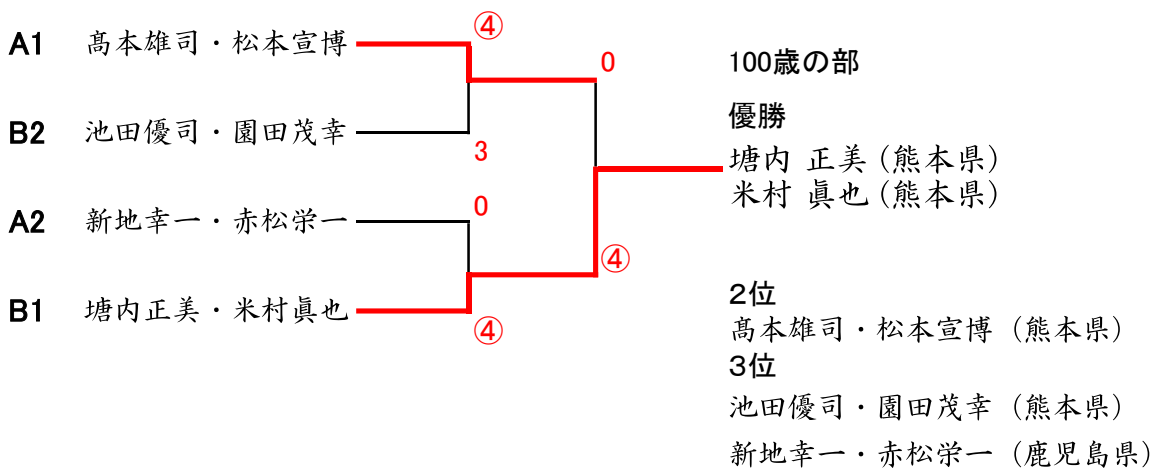 A1 髙本雄司・松本宣博
④
B2 池田優司・園田茂幸
3
A2 新地幸一・赤松栄一
0
B1 塘内正美・米村眞也
④
0
④
100歳の部
優勝
塘内 正美（熊本県）
米村 眞也（熊本県）
２位
髙本雄司・松本宣博（熊本県）
３位
池田優司・園田茂幸（熊本県）
新地幸一・赤松栄一（鹿児島県）